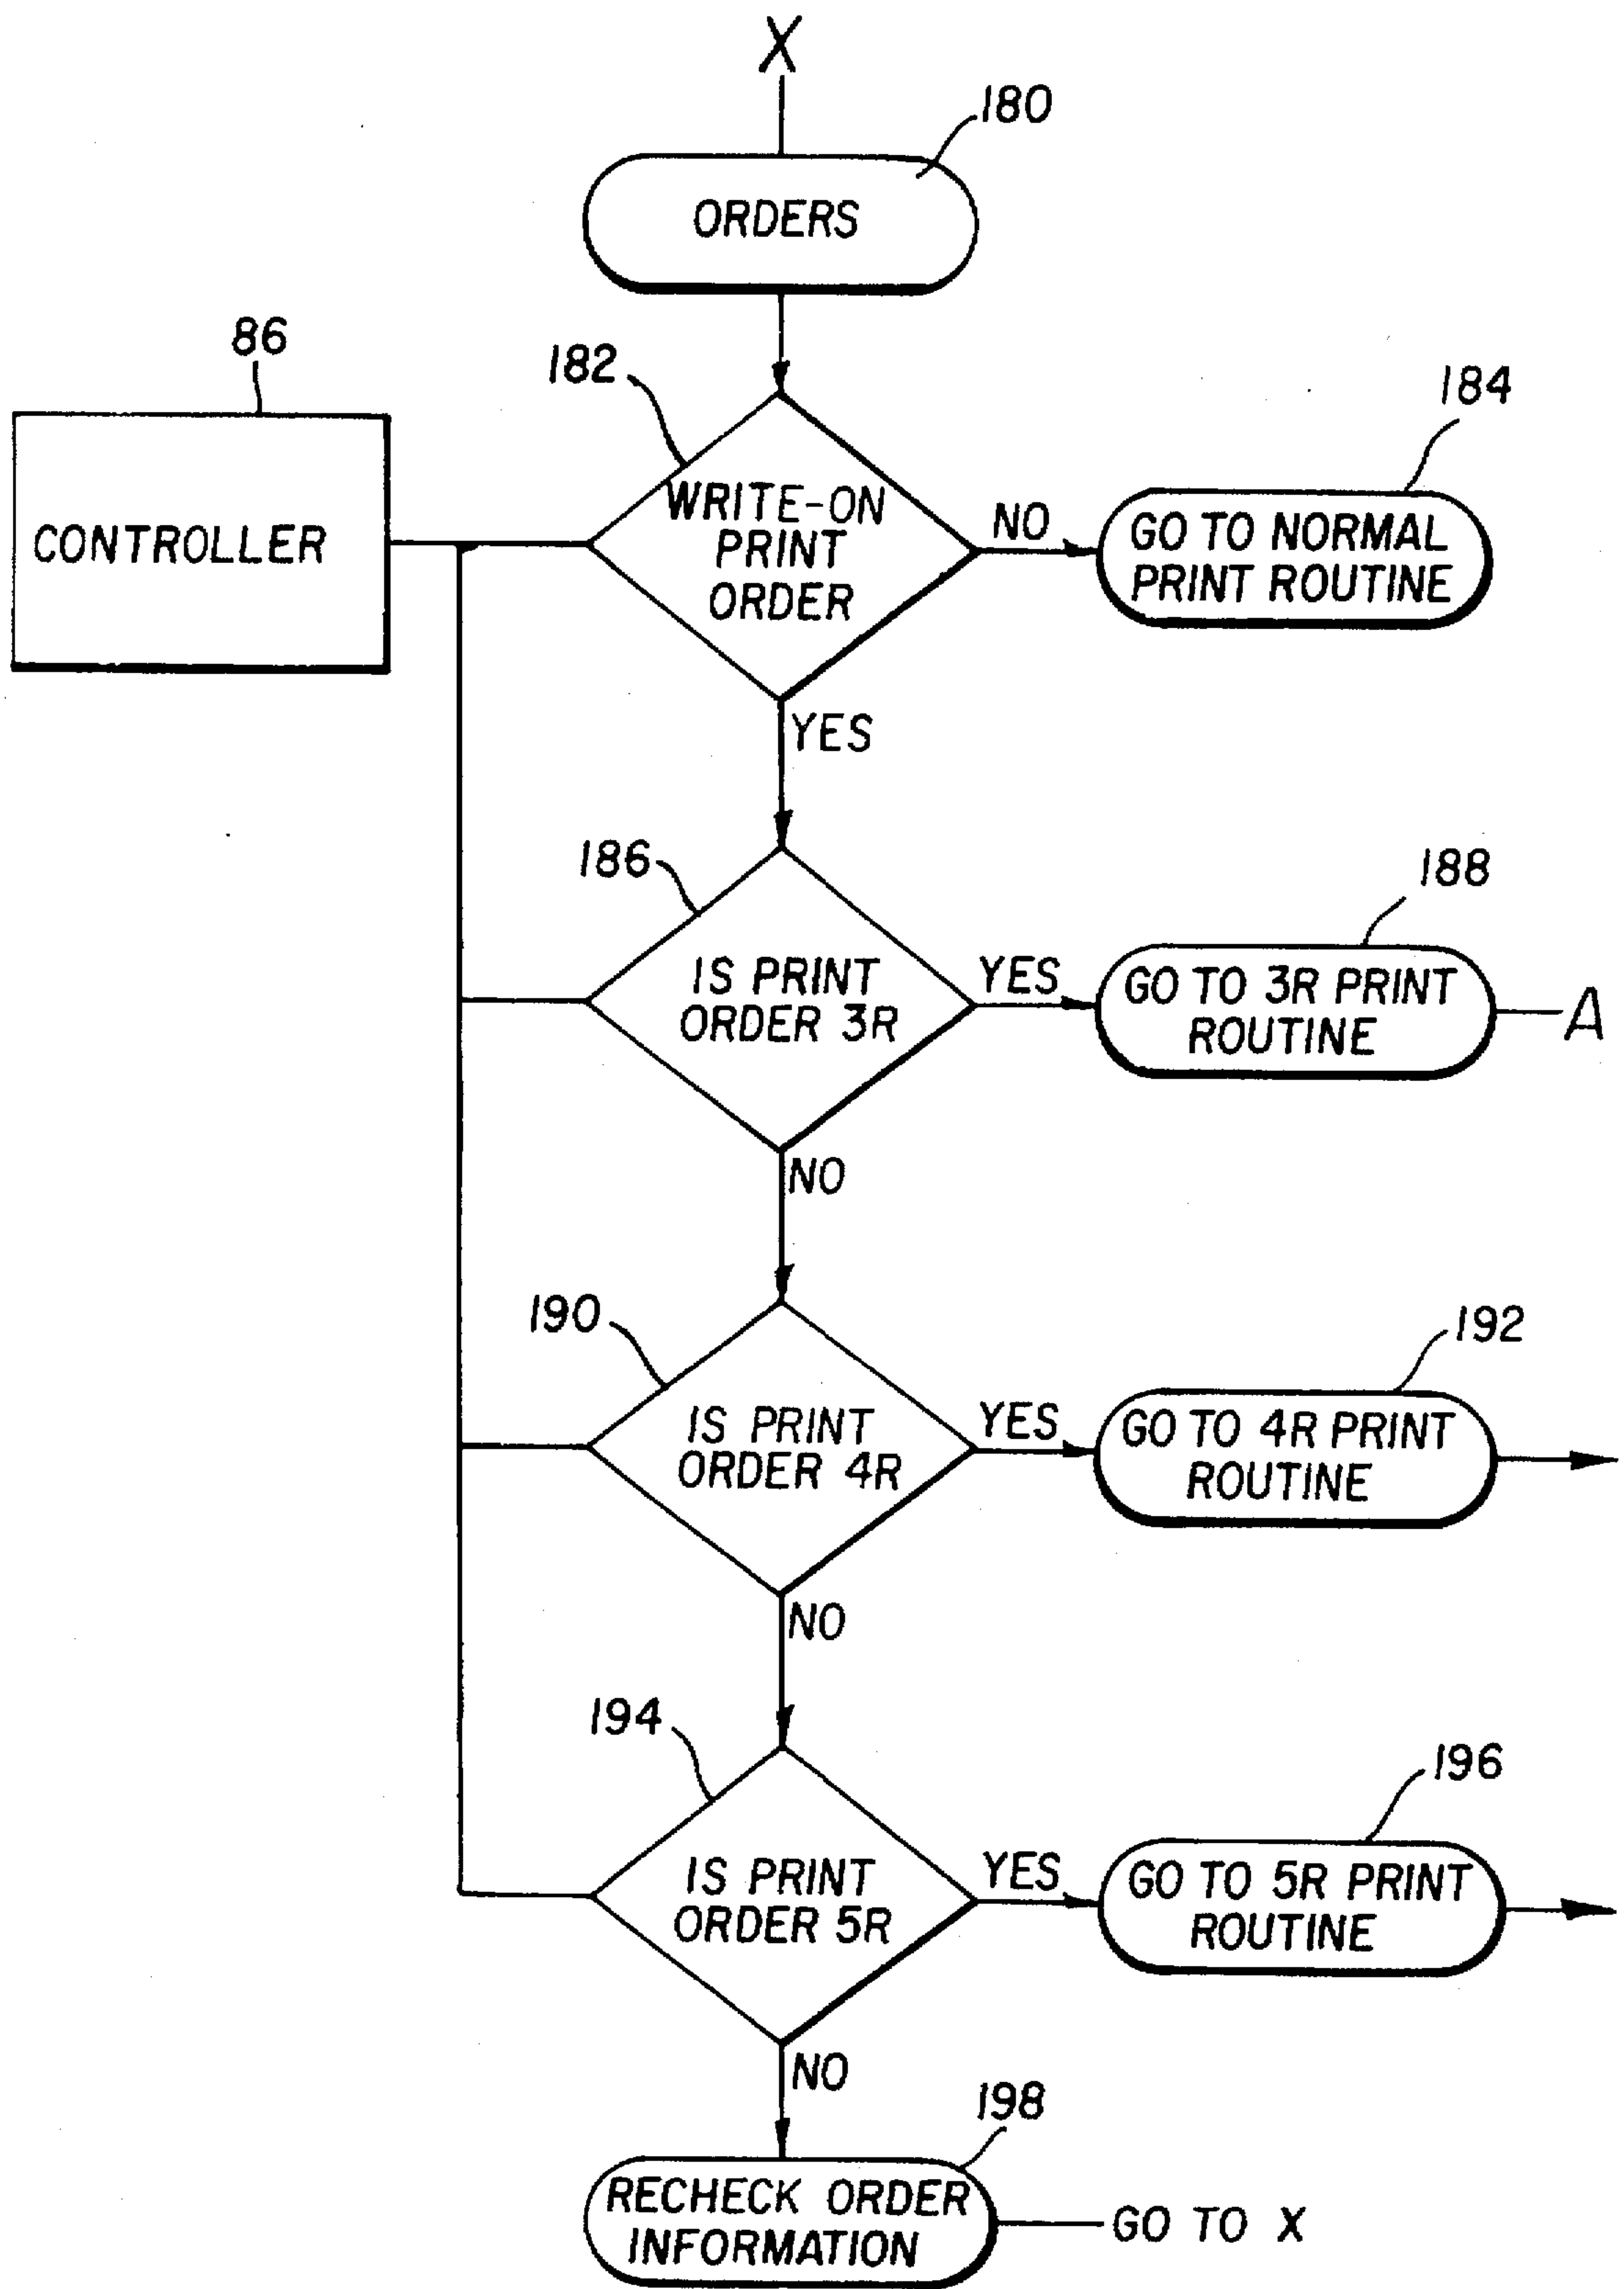 X
180
ORDERS
86
182
184
CONTROLLER
WRITE-ON
PRINT
ORDER
NO
GO TO NORMAL
PRINT ROUTINE
YES
186
188
IS PRINT
ORDER 3R
YES
GO TO 3R PRINT
ROUTINE
A
NO
190
192
IS PRINT
ORDER 4R
YES
GO TO 4R PRINT
ROUTINE
NO
194
196
IS PRINT
ORDER 5R
YES
GO TO 5R PRINT
ROUTINE
NO
198
RECHECK ORDER
INFORMATION
GO TO X